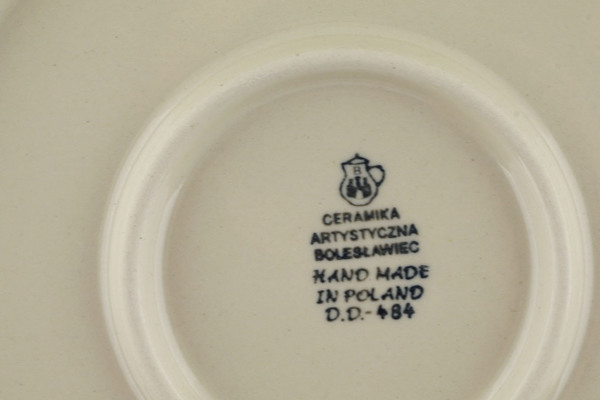 B
CERAMIKA
ARTYSTYCZNA
BOLESŁAWIEC
HAND MADE
IN POLAND
D.D.-484